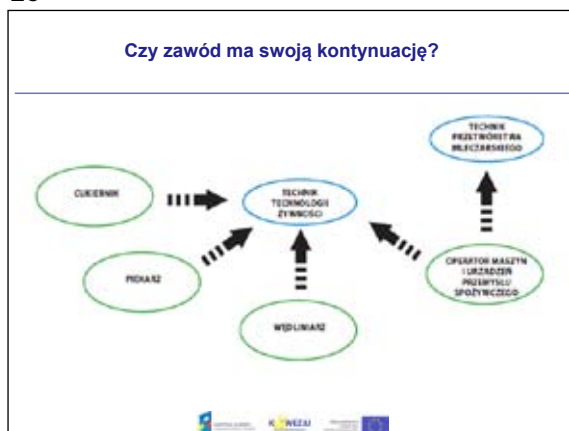 Czy zawód ma swoją kontynuację?
TECHNIK
PRZETWÓRSTWA
MLECZARSKIEGO
CUKIERNIK
TECHNIK
TECHNOLOGII
ŻYWNOŚCI
PIEKARZ
OPERATOR MASZYN
I URZĄDZEŃ
PRZEMYSŁU
SPOŻYWCZEGO
WĘDLINIARZ